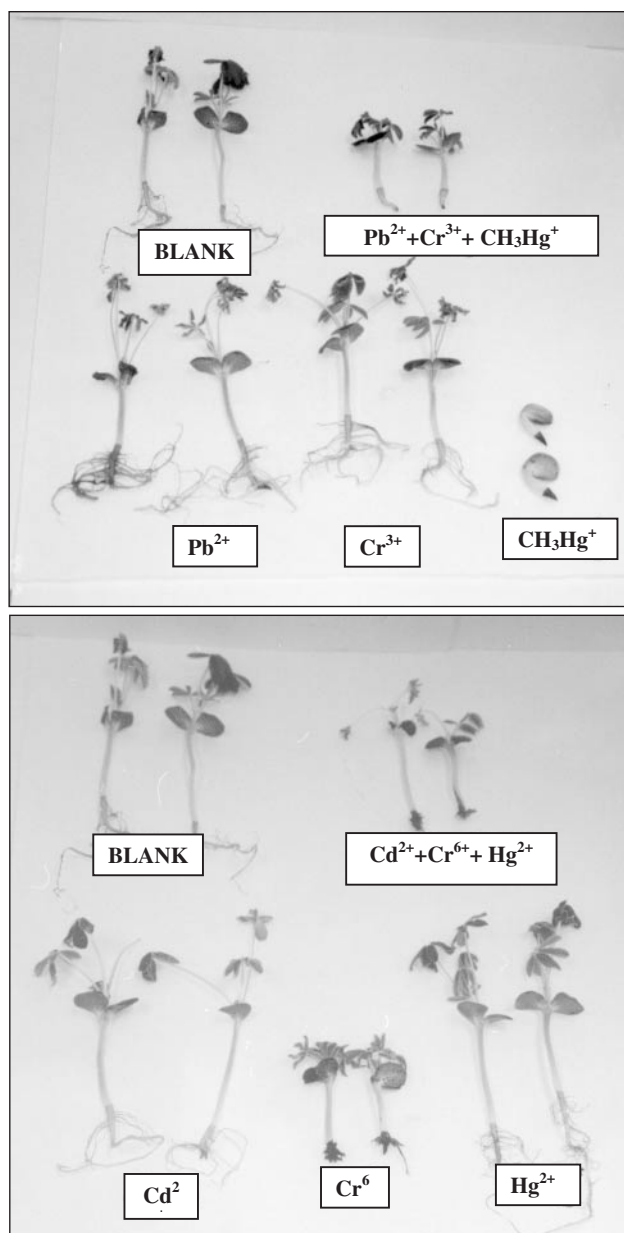 BLANK
Pb²⁺+Cr³⁺+ CH₃Hg⁺
Pb²⁺
Cr³⁺
CH₃Hg⁺
BLANK
Cd²⁺+Cr⁶⁺+ Hg²⁺
Cd²
Cr⁶
Hg²⁺